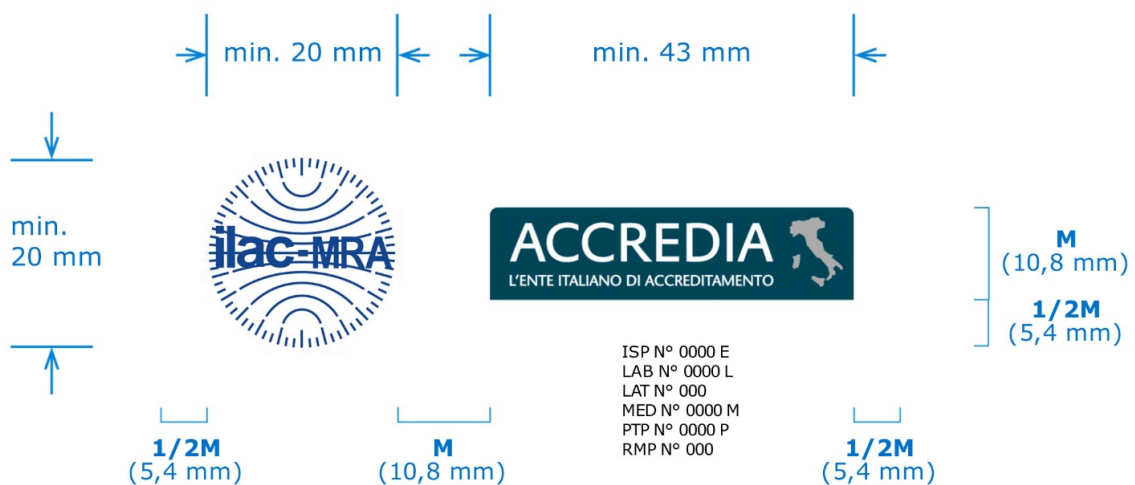 min. 20 mm
min. 43 mm
min.
20 mm
ilac-MRA
ACCREDIA
L'ENTE ITALIANO DI ACCREDITAMENTO
M
(10,8 mm)
1/2M
(5,4 mm)
ISP N° 0000 E
LAB N° 0000 L
LAT N° 000
MED N° 0000 M
PTP N° 0000 P
RMP N° 000
1/2M
(5,4 mm)
M
(10,8 mm)
1/2M
(5,4 mm)